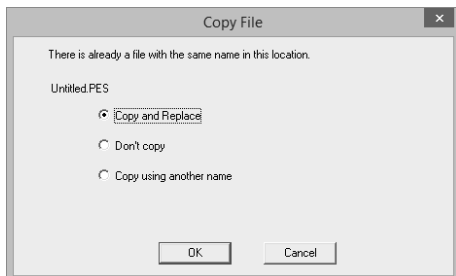 Copy File
There is already a file with the same name in this location.
Untitled.PES
Copy and Replace
Don't copy
Copy using another name
OK Cancel